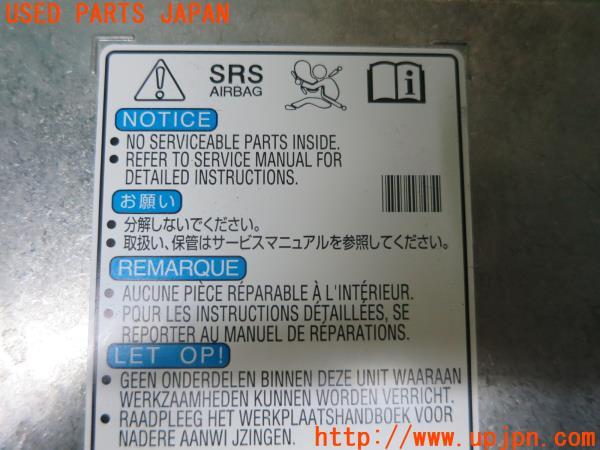 USED PARTS JAPAN
SRS
AIRBAG
NOTICE
● NO SERVICEABLE PARTS INSIDE.
● REFER TO SERVICE MANUAL FOR
DETAILED INSTRUCTIONS.
お願い
● 分解しないでください。
● 取扱い、保管はサービスマニュアルを参照してください。
REMARQUE
● AUCUNE PIÈCE RÉPARABLE À L'INTÉRIEUR.
● POUR LES INSTRUCTIONS DÉTAILLÉES, SE
REPORTER AU MANUEL DE RÉPARATIONS.
LET OP!
● GEEN ONDERDELEN BINNEN DEZE UNIT WAARAAN
WERKZAAMHEDEN KUNNEN WORDEN VERRICHT.
● RAADPLEEG HET WERKPLAATSHANDBOEK VOOR
NADERE AANWIJZINGEN.
http://www.upjpn.com/